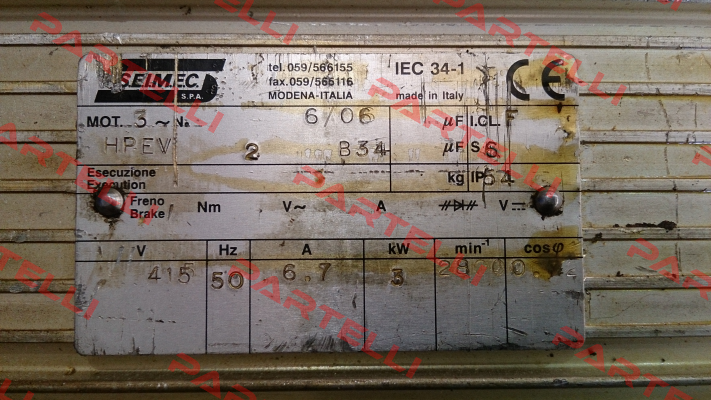 SEIMEC S.P.A.
tel. 059/566155
fax. 059/565116
MODENA-ITALIA
IEC 34-1
made in Italy
CE
MOT. 3~ N. 6/06 µF I.CL. F
HPEV 2 B34 µF S 6
Esecuzione
Execution
kg IP 54
Freno
Brake
Nm V~ A V
V Hz A kW min-1 cosφ
415 50 6.7 3
PARTELLI